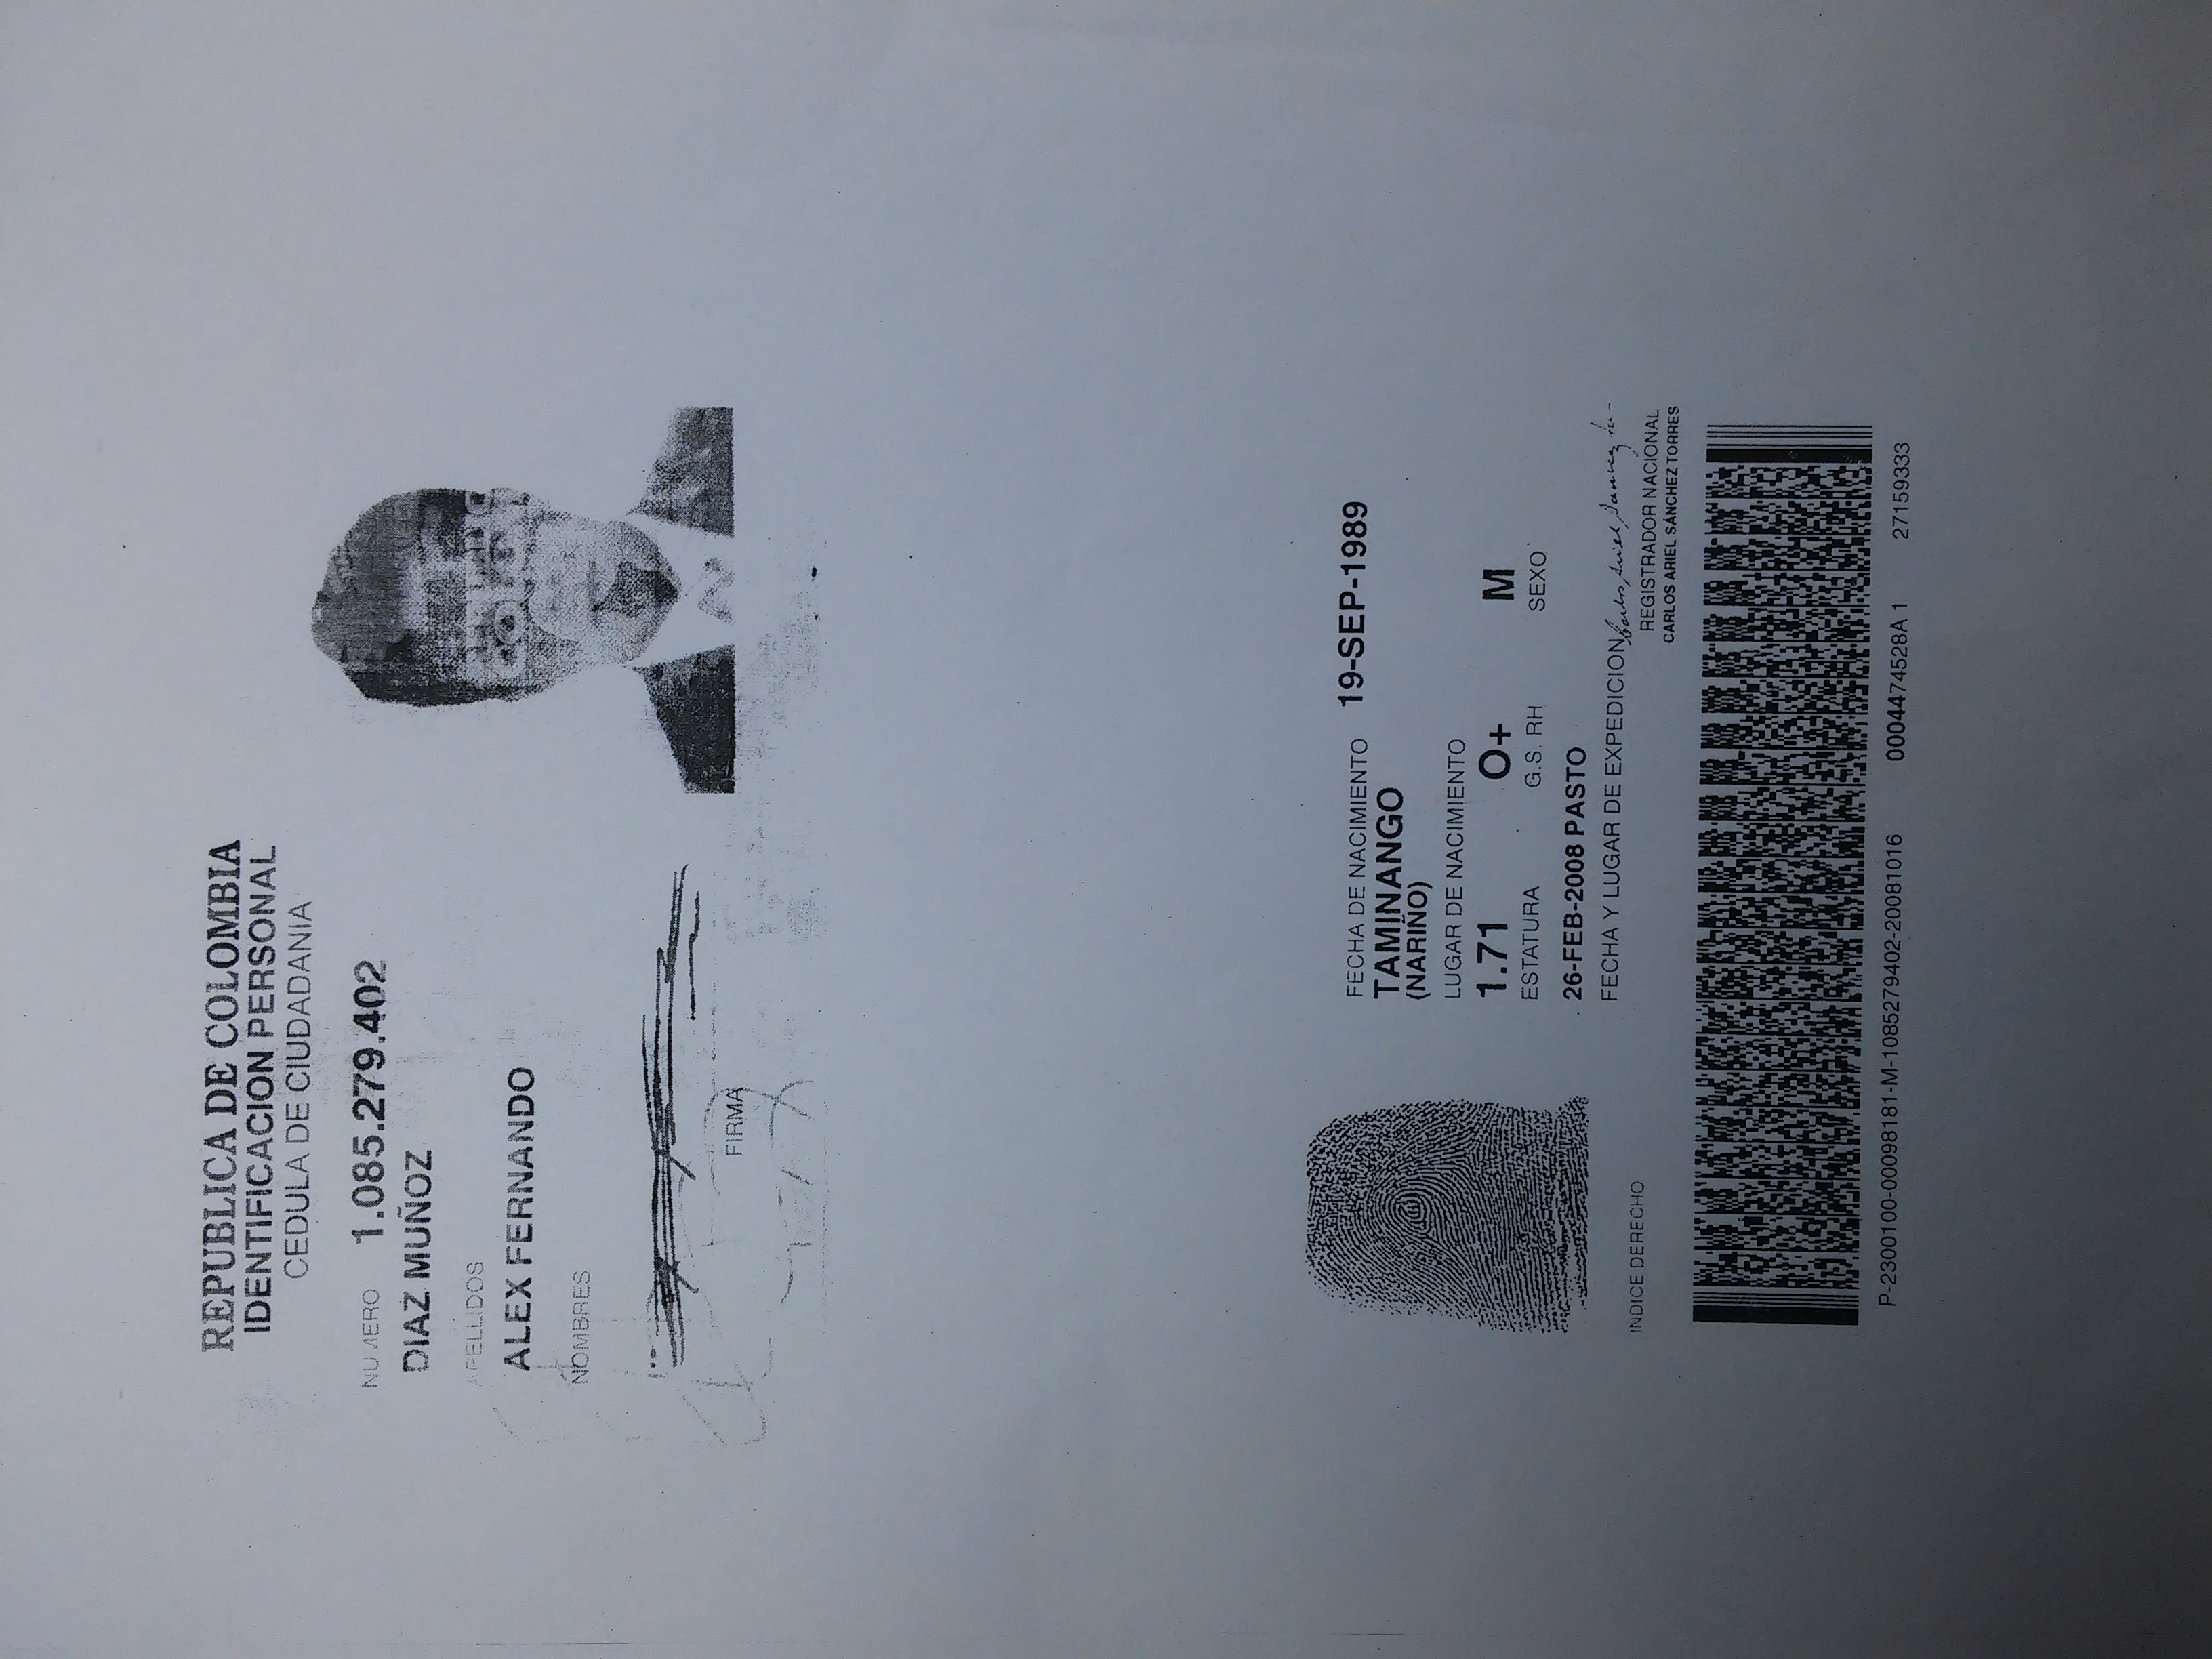 REPUBLICA DE COLOMBIA
IDENTIFICACION PERSONAL
CEDULA DE CIUDADANIA
NUMERO 1.085.279.402
DIAZ MUÑOZ
APELLIDOS
ALEX FERNANDO
NOMBRES
FIRMA
FECHA DE NACIMIENTO 19-SEP-1989
TAMINANGO
(NARIÑO)
LUGAR DE NACIMIENTO
1.71 O+ M
ESTATURA G.S. RH SEXO
26-FEB-2008 PASTO
FECHA Y LUGAR DE EXPEDICION
INDICE DERECHO
REGISTRADOR NACIONAL
CARLOS ARIEL SÁNCHEZ TORRES
P-2300100-00098181-M-1085279402-20081016 0004474528A 1 27159333